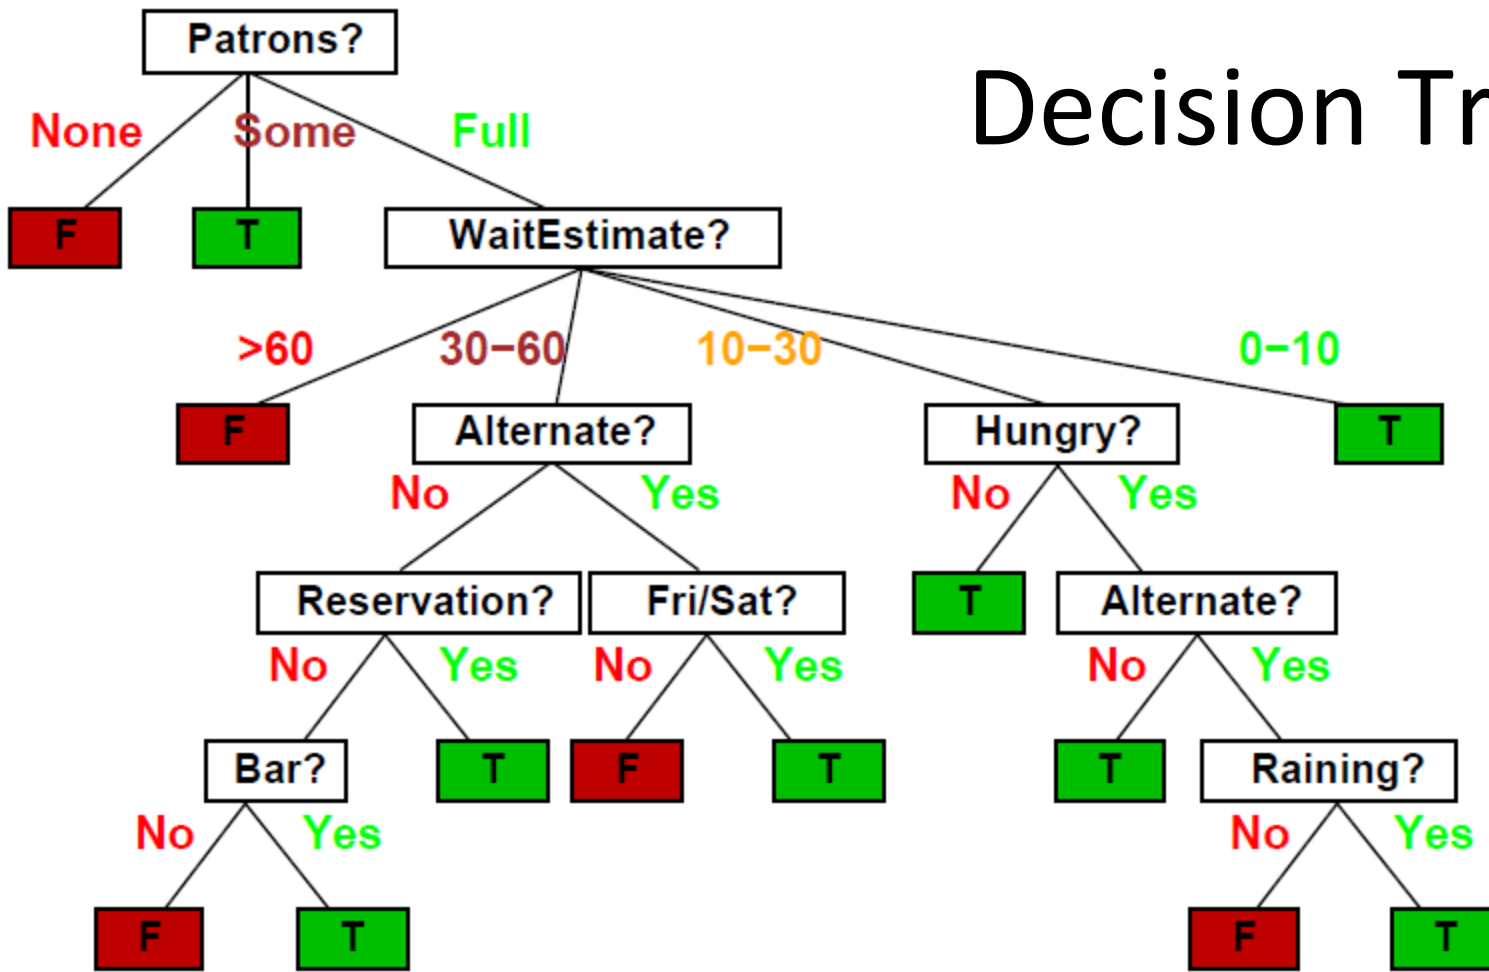 Patrons?
Decision Tr
None Some Full
F T WaitEstimate?
>60 30−60 10−30 0−10
F Alternate? Hungry? T
No Yes No Yes
Reservation? Fri/Sat? T Alternate?
No Yes No Yes No Yes
Bar? T F T T Raining?
No Yes No Yes
F T F T